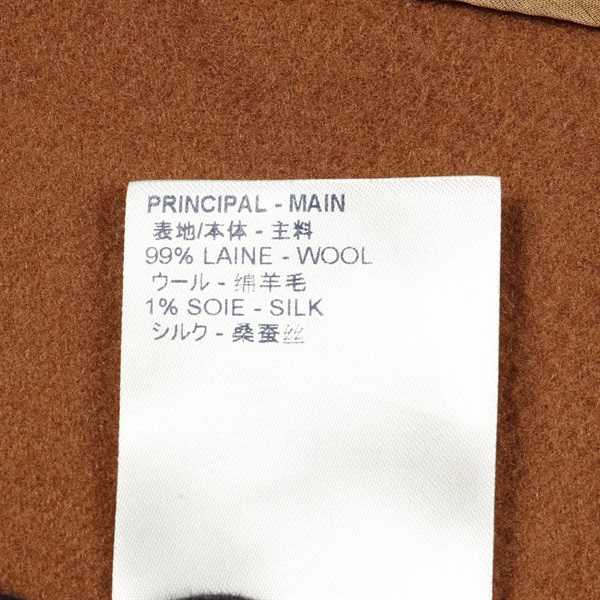 PRINCIPAL - MAIN
表地/本体 - 主料
99% LAINE - WOOL
ウール - 绵羊毛
1% SOIE - SILK
シルク - 桑蚕丝